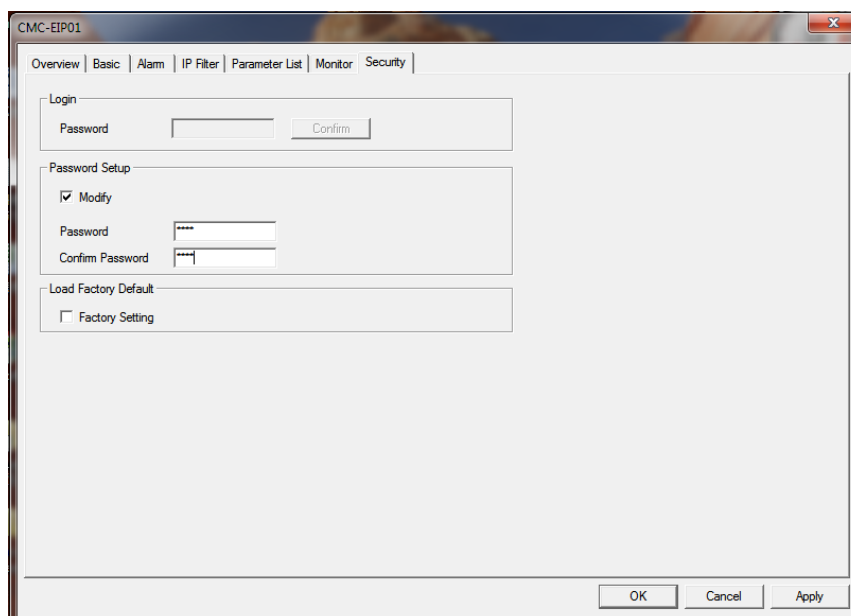 CMC-EIP01
Overview Basic Alarm IP Filter Parameter List Monitor Security
Login
Password Confirm
Password Setup
Modify
Password ****
Confirm Password ****
Load Factory Default
Factory Setting
OK Cancel Apply